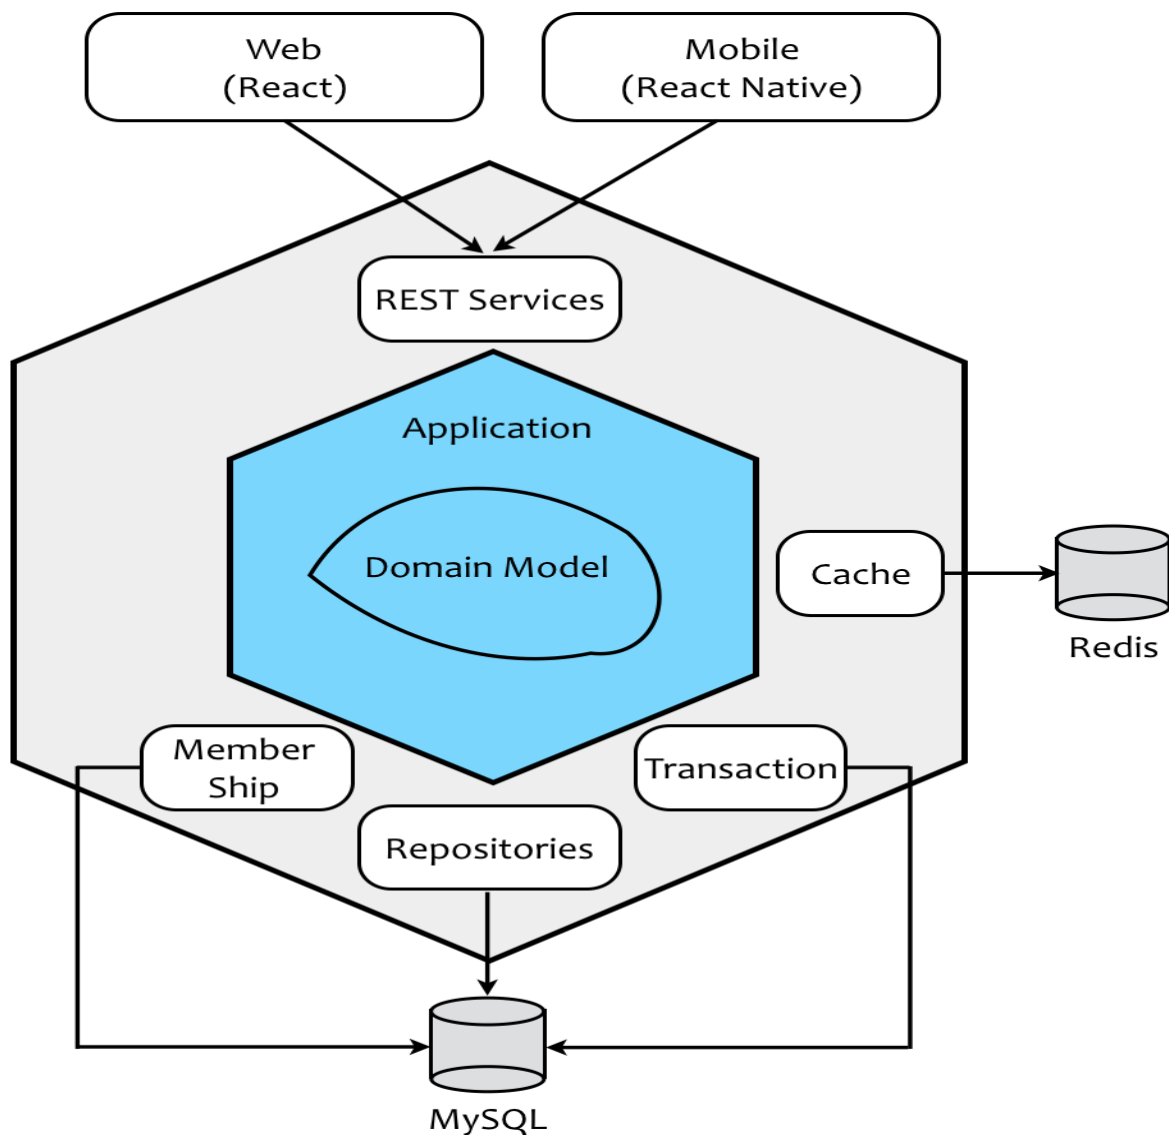 Web
(React)
Mobile
(React Native)
REST Services
Application
Domain Model
Cache
Redis
Member
Ship
Transaction
Repositories
MySQL